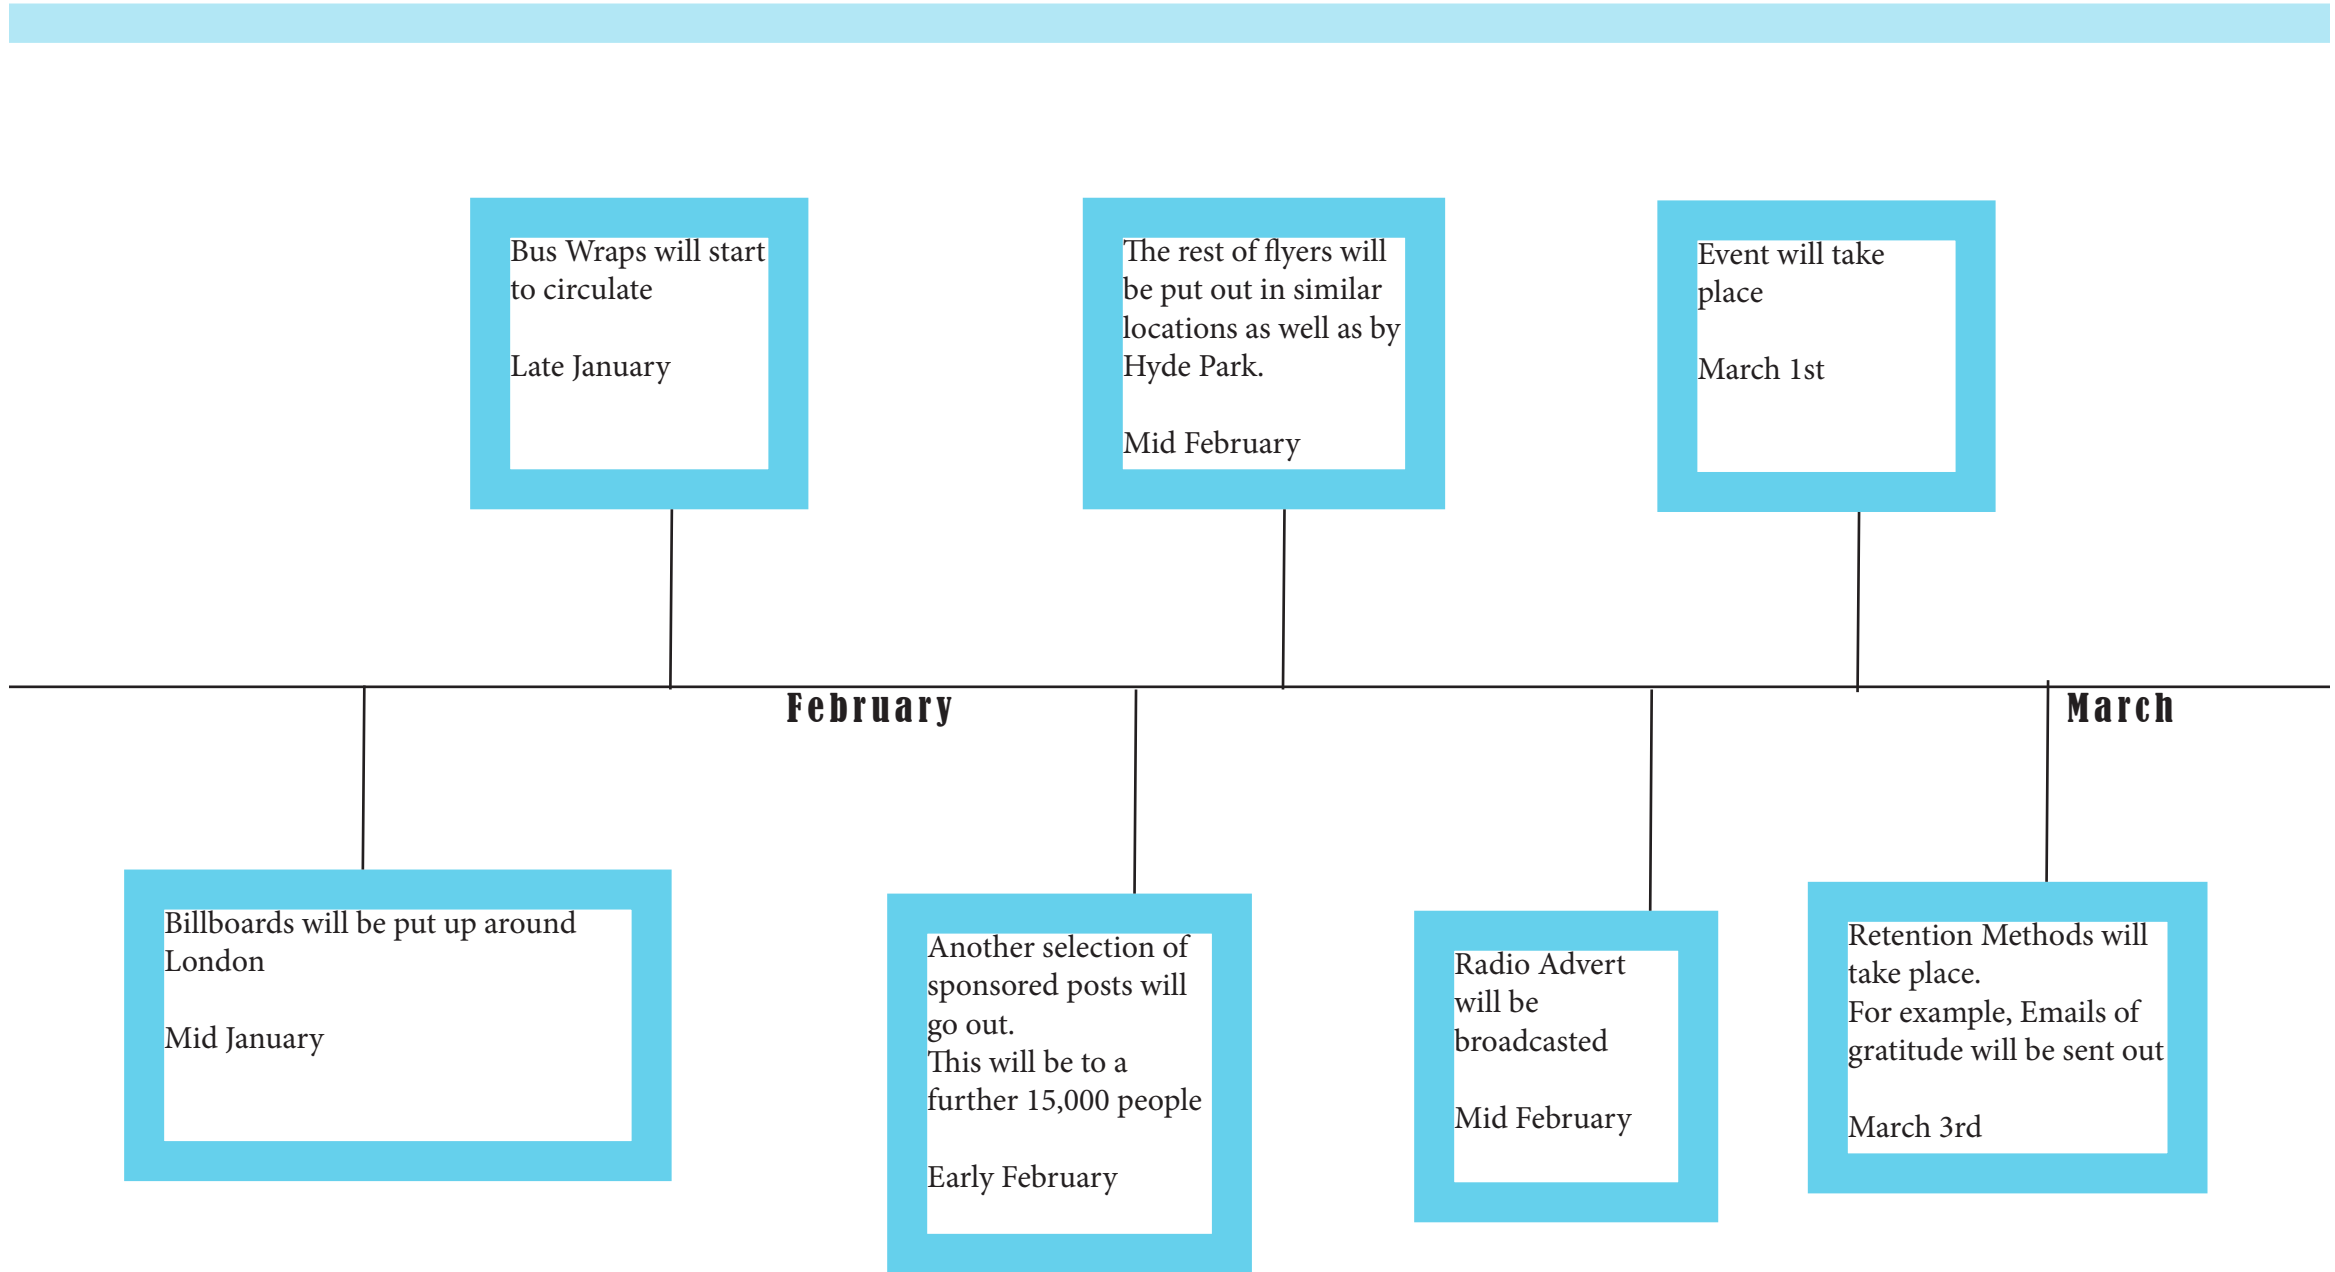 Bus Wraps will start
to circulate
Late January
The rest of flyers will
be put out in similar
locations as well as by
Hyde Park.
Mid February
Event will take
place
March 1st
February
March
Billboards will be put up around
London
Mid January
Another selection of
sponsored posts will
go out.
This will be to a
further 15,000 people
Early February
Radio Advert
will be
broadcasted
Mid February
Retention Methods will
take place.
For example, Emails of
gratitude will be sent out
March 3rd